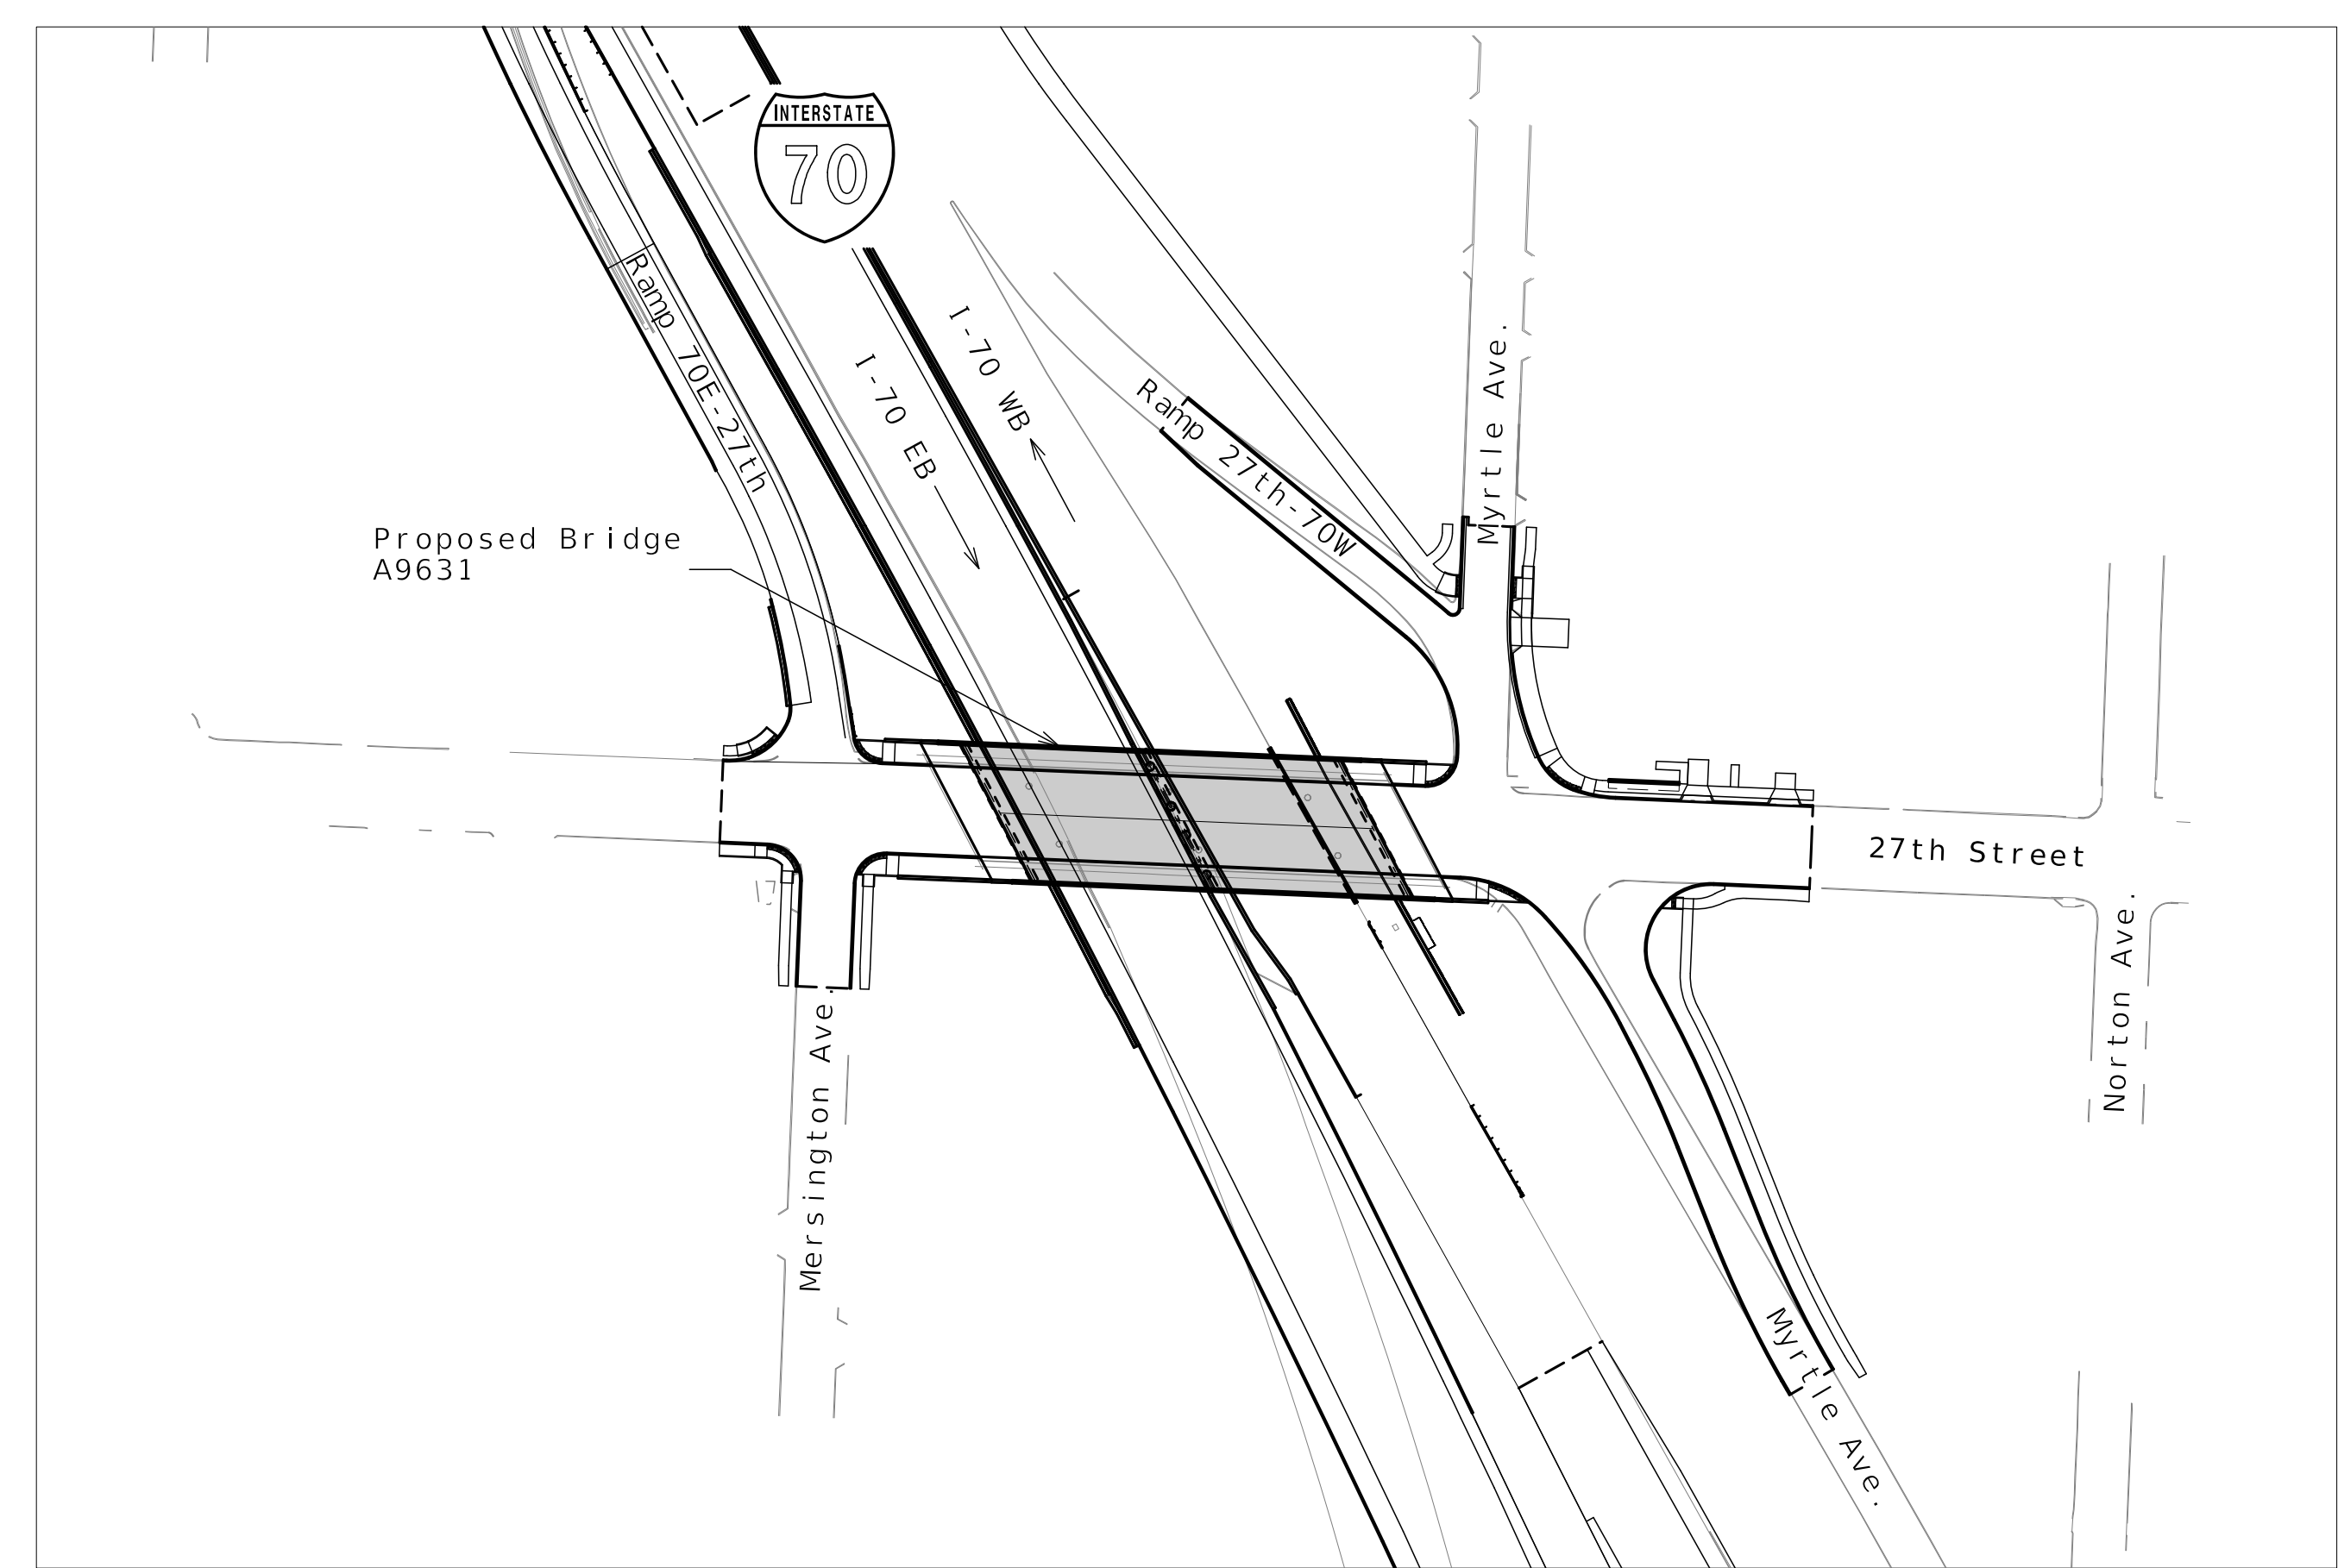 INTERSTATE
70
Ramp 70E-27th
I-70 EB
I-70 WB
Ramp 27th-70W
Myrtle Ave.
Proposed Bridge
A9631
27th Street
Mersington Ave.
Norton Ave.
Myrtle Ave.